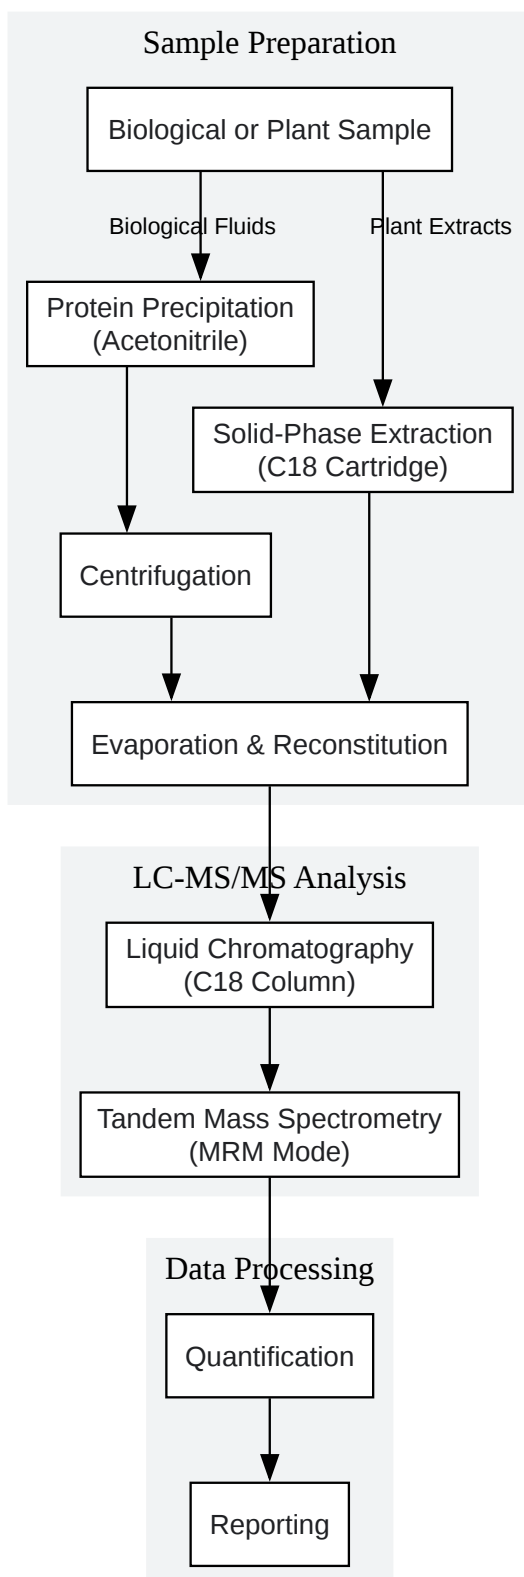 Sample Preparation
Biological or Plant Sample
Biological Fluids
Plant Extracts
Protein Precipitation
(Acetonitrile)
Solid-Phase Extraction
(C18 Cartridge)
Centrifugation
Evaporation & Reconstitution
LC-MS/MS Analysis
Liquid Chromatography
(C18 Column)
Tandem Mass Spectrometry
(MRM Mode)
Data Processing
Quantification
Reporting